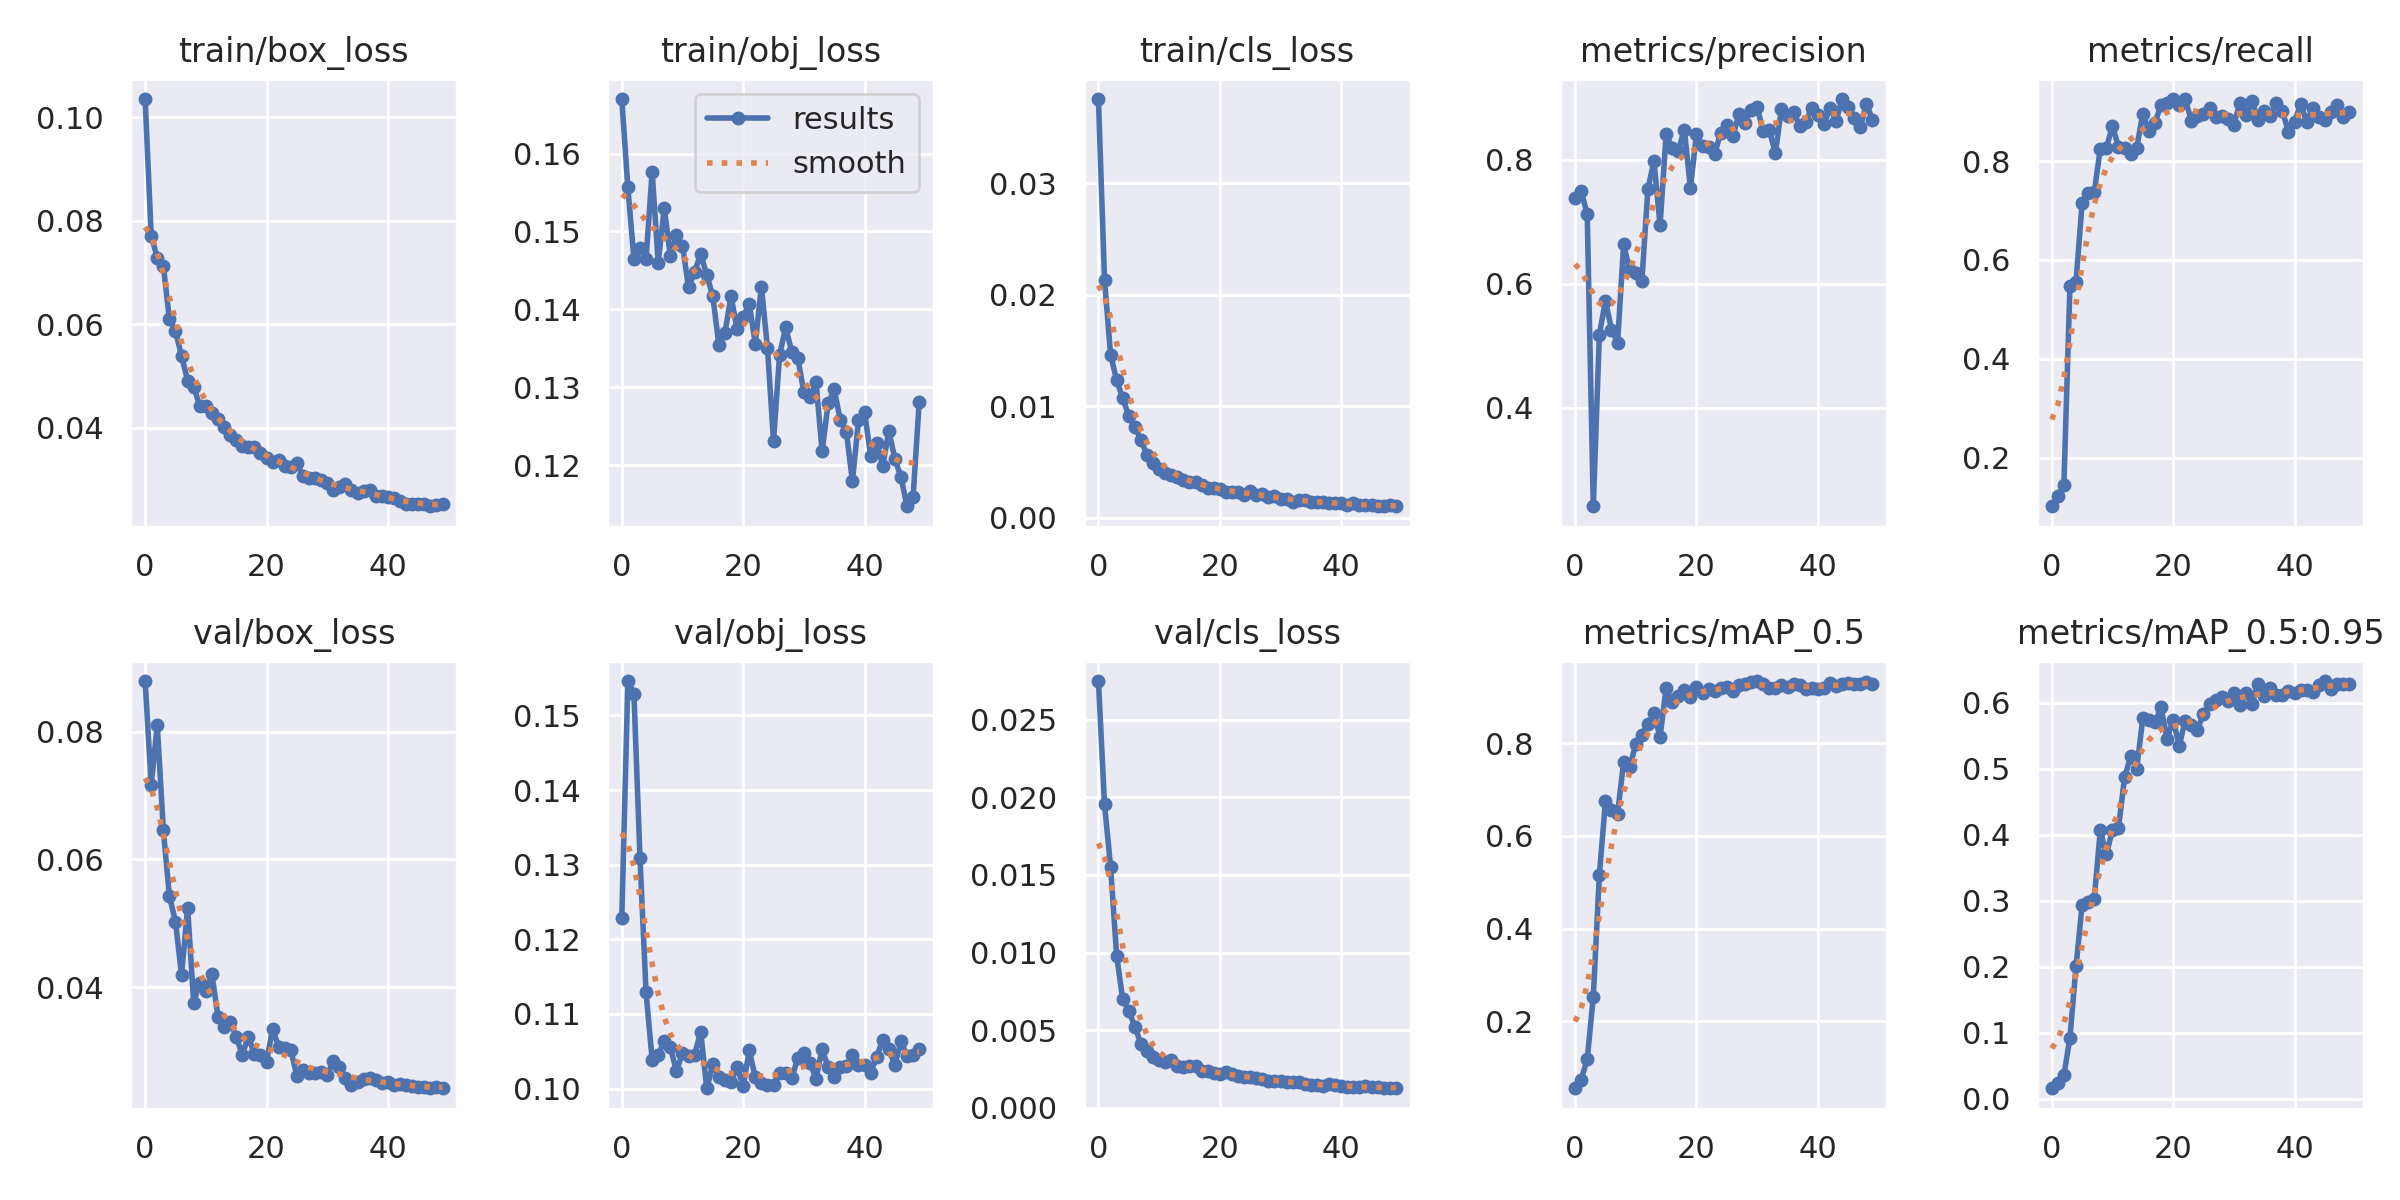 train/box_loss
0.10
0.08
0.06
0.04
0 20 40
train/obj_loss
results
smooth
0.16
0.15
0.14
0.13
0.12
0 20 40
train/cls_loss
0.03
0.02
0.01
0.00
0 20 40
metrics/precision
0.8
0.6
0.4
0 20 40
metrics/recall
0.8
0.6
0.4
0.2
0 20 40
val/box_loss
0.08
0.06
0.04
0 20 40
val/obj_loss
0.15
0.14
0.13
0.12
0.11
0.10
0 20 40
val/cls_loss
0.025
0.020
0.015
0.010
0.005
0.000
0 20 40
metrics/mAP_0.5
0.8
0.6
0.4
0.2
0 20 40
metrics/mAP_0.5:0.95
0.6
0.5
0.4
0.3
0.2
0.1
0.0
0 20 40